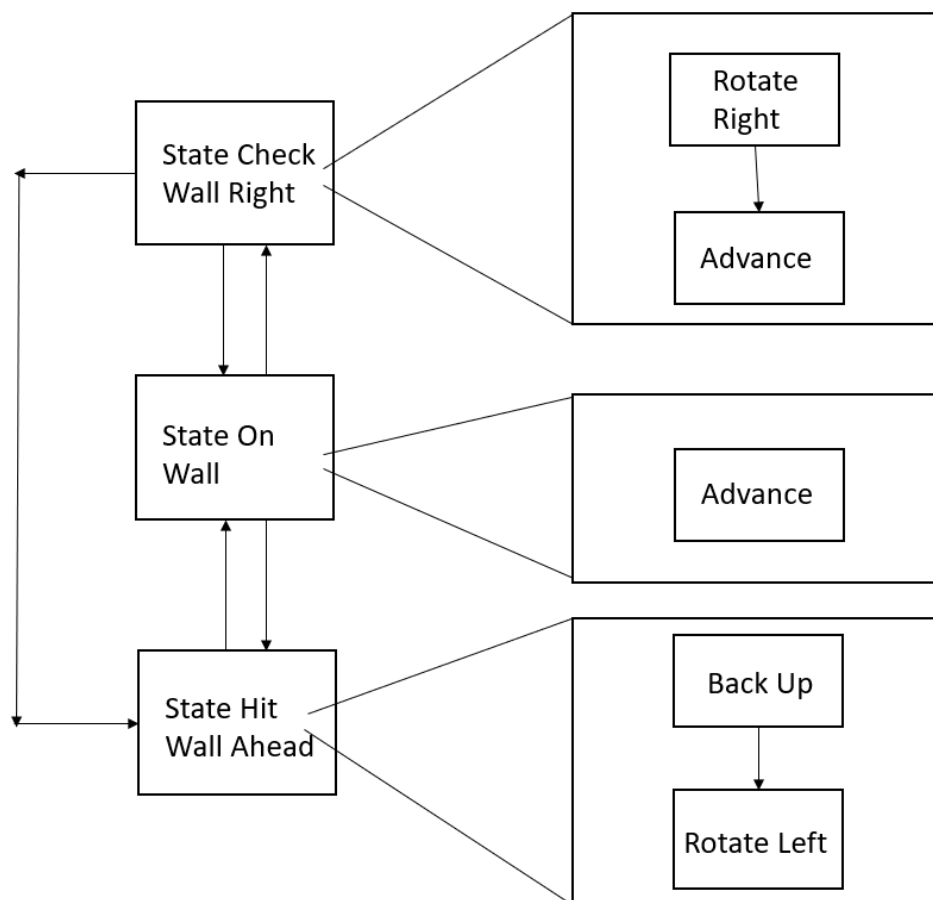 State Check
Wall Right
Rotate
Right
Advance
State On
Wall
Advance
State Hit
Wall Ahead
Back Up
Rotate Left